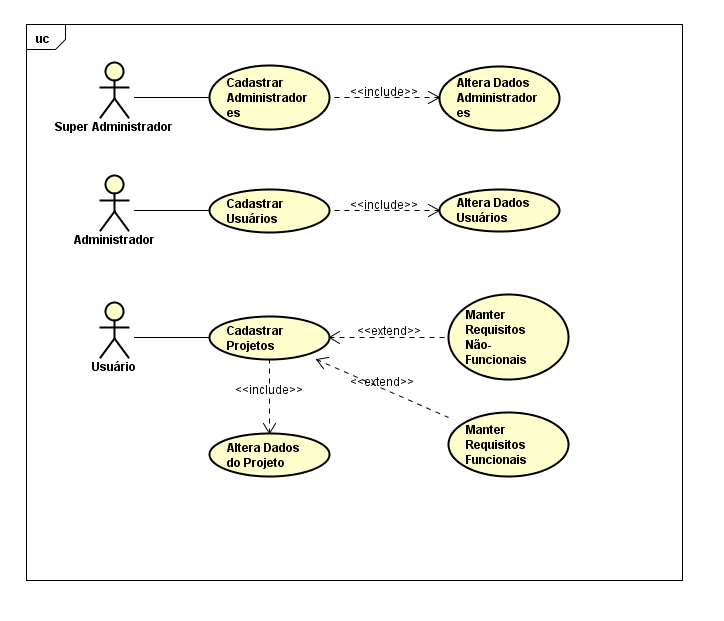 uc
Cadastrar
Administrador
es
<<include>>
Altera Dados
Administrador
es
Super Administrador
Cadastrar
Usuários
<<include>>
Altera Dados
Usuários
Administrador
Cadastrar
Projetos
<<extend>>
Manter
Requisitos
Não-
Funcionais
Usuário
<<include>>
<<extend>>
Altera Dados
do Projeto
Manter
Requisitos
Funcionais